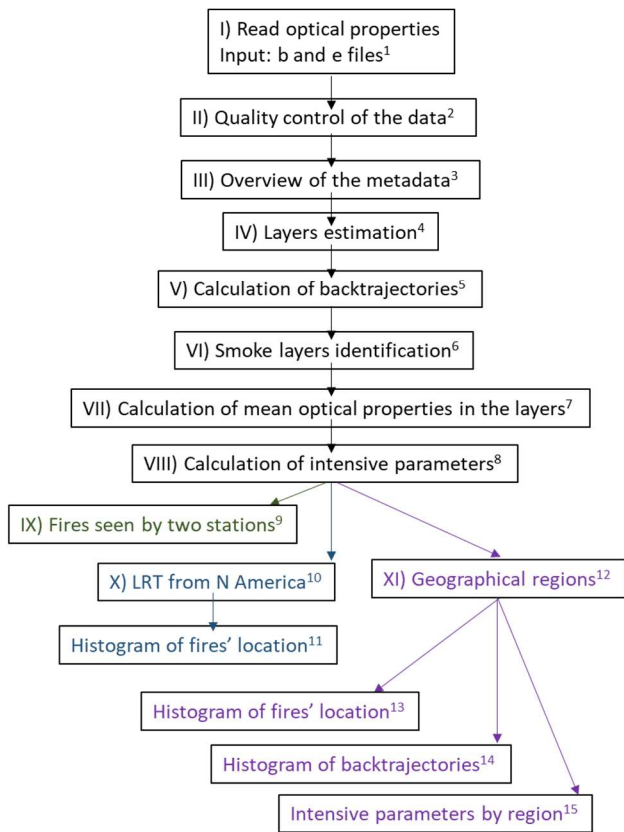 I) Read optical properties
Input: b and e files¹
II) Quality control of the data²
III) Overview of the metadata³
IV) Layers estimation⁴
V) Calculation of backtrajectories⁵
VI) Smoke layers identification⁶
VII) Calculation of mean optical properties in the layers⁷
VIII) Calculation of intensive parameters⁸
IX) Fires seen by two stations⁹
X) LRT from N America¹⁰
XI) Geographical regions¹²
Histogram of fires’ location¹¹
Histogram of fires’ location¹³
Histogram of backtrajectories¹⁴
Intensive parameters by region¹⁵